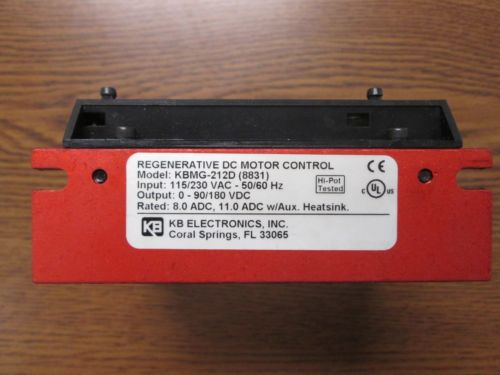 REGENERATIVE DC MOTOR CONTROL
Model: KBMG-212D (8831)
Input: 115/230 VAC - 50/60 Hz
Output: 0 - 90/180 VDC
Rated: 8.0 ADC, 11.0 ADC w/Aux. Heatsink.
KB KB ELECTRONICS, INC.
Coral Springs, FL 33065
Hi-Pot
Tested
CE
c UL US